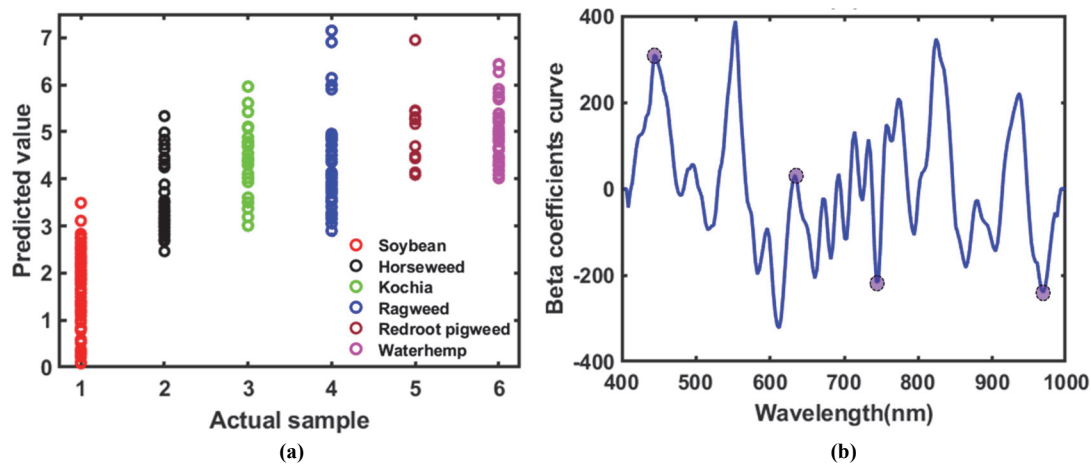 7
6
5
4
3
2
1
0
Predicted value
1 2 3 4 5 6
Actual sample
Soybean
Horseweed
Kochia
Ragweed
Redroot pigweed
Waterhemp
(a)
400
200
0
-200
-400
Beta coefficients curve
400 500 600 700 800 900 1000
Wavelength(nm)
(b)